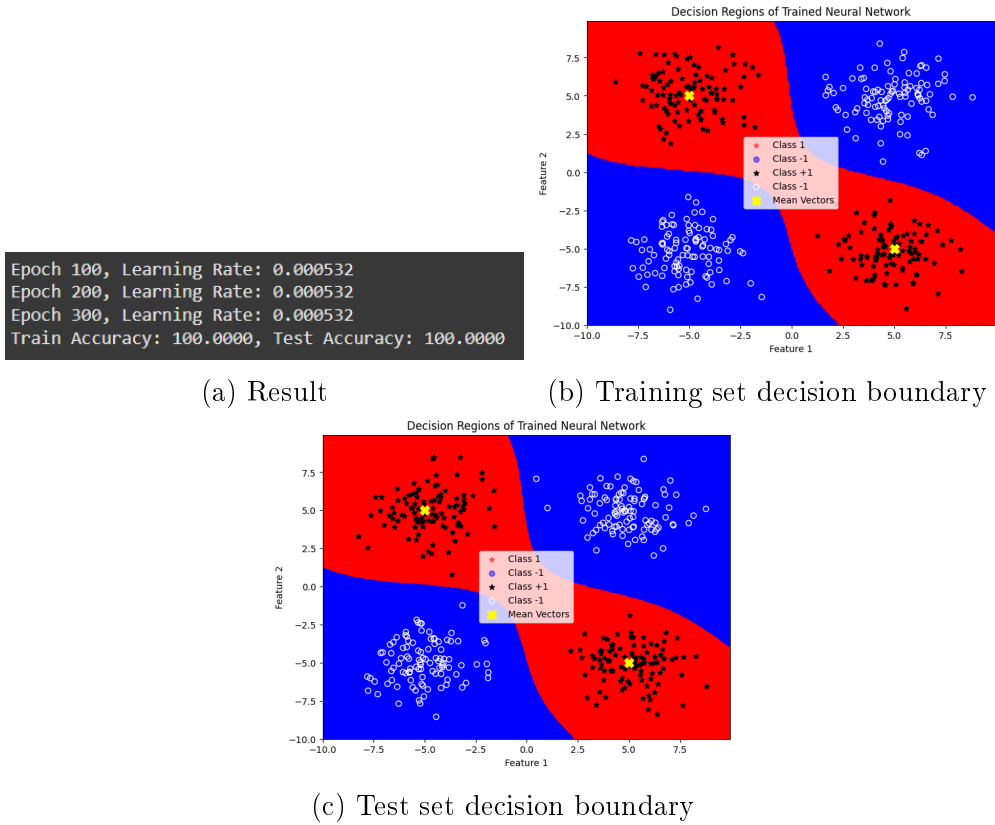 Epoch 100, Learning Rate: 0.000532
Epoch 200, Learning Rate: 0.000532
Epoch 300, Learning Rate: 0.000532
Train Accuracy: 100.0000, Test Accuracy: 100.0000
(a) Result
Decision Regions of Trained Neural Network
Feature 2
7.5
5.0
2.5
0.0
−2.5
−5.0
−7.5
−10.0
Class 1
Class -1
Class +1
Class -1
Mean Vectors
−10.0 −7.5 −5.0 −2.5 0.0 2.5 5.0 7.5
Feature 1
(b) Training set decision boundary
Decision Regions of Trained Neural Network
Feature 2
7.5
5.0
2.5
0.0
−2.5
−5.0
−7.5
−10.0
Class 1
Class -1
Class +1
Class -1
Mean Vectors
−10.0 −7.5 −5.0 −2.5 0.0 2.5 5.0 7.5
Feature 1
(c) Test set decision boundary